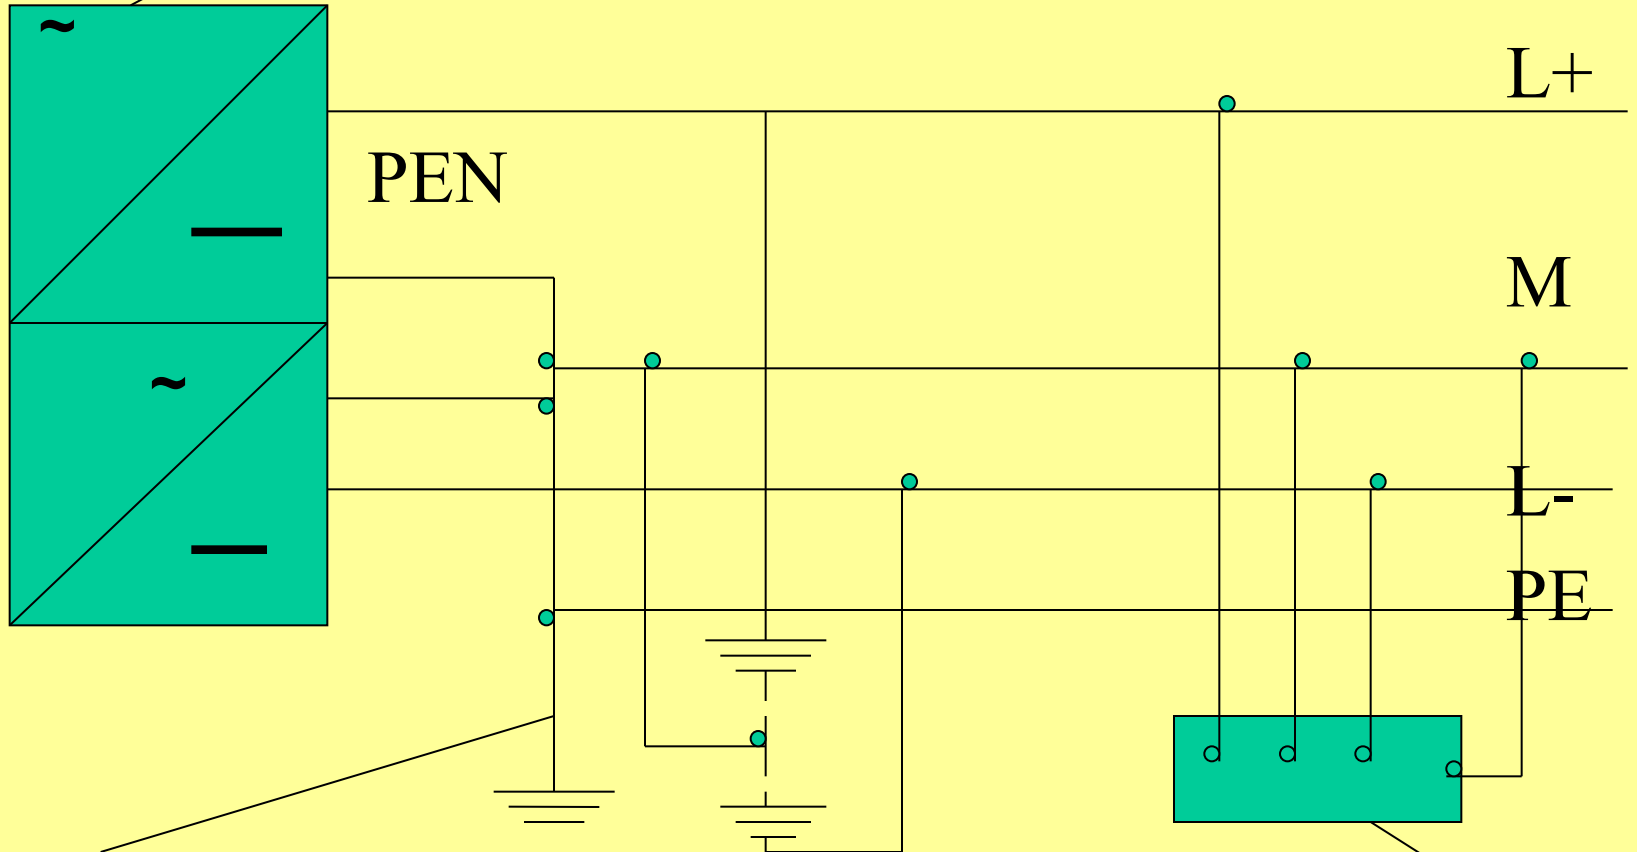 ~
L+
PEN
—
M
~
L-
—
PE